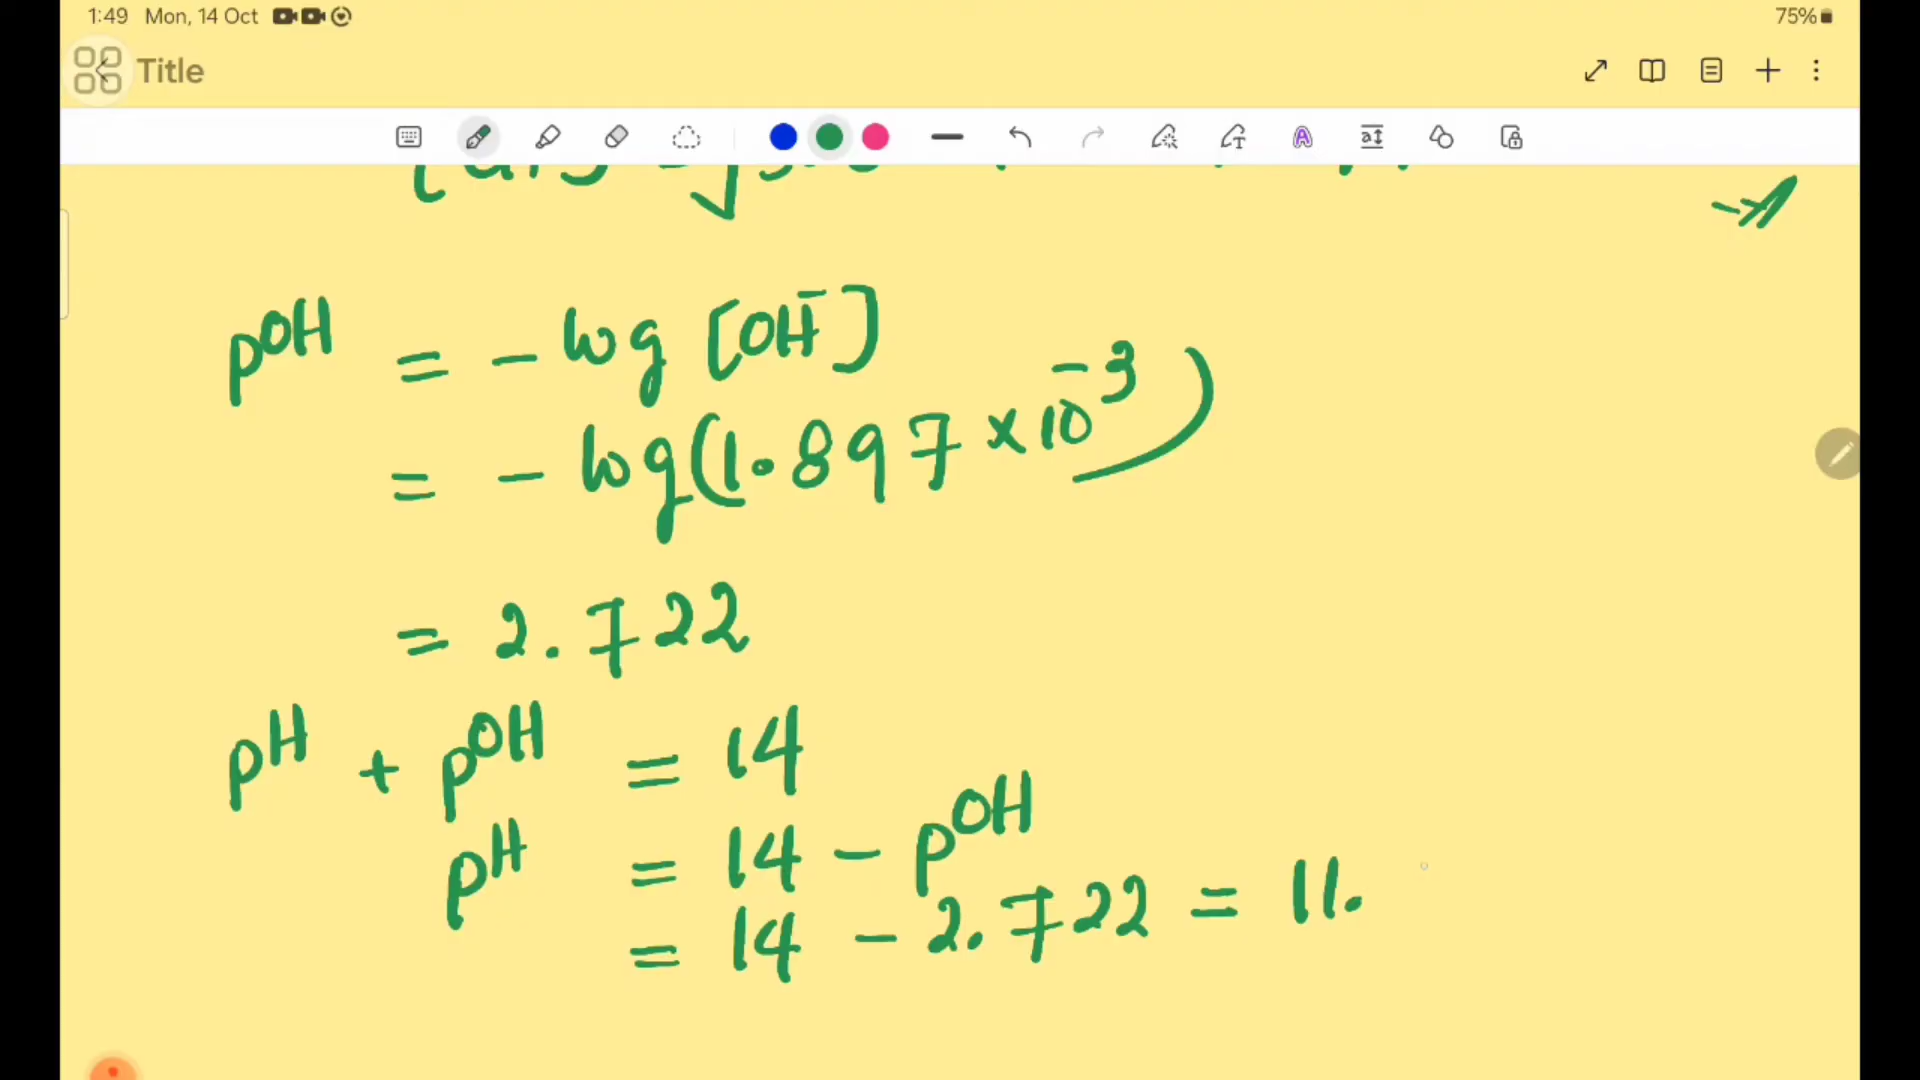 1:49 Mon, 14 Oct 75%
Title
pOH = - log [OH⁻]
= - log(1.897 × 10⁻³)
= 2.722
pH + pOH = 14
pH = 14 - pOH
= 14 - 2.722 = 11.